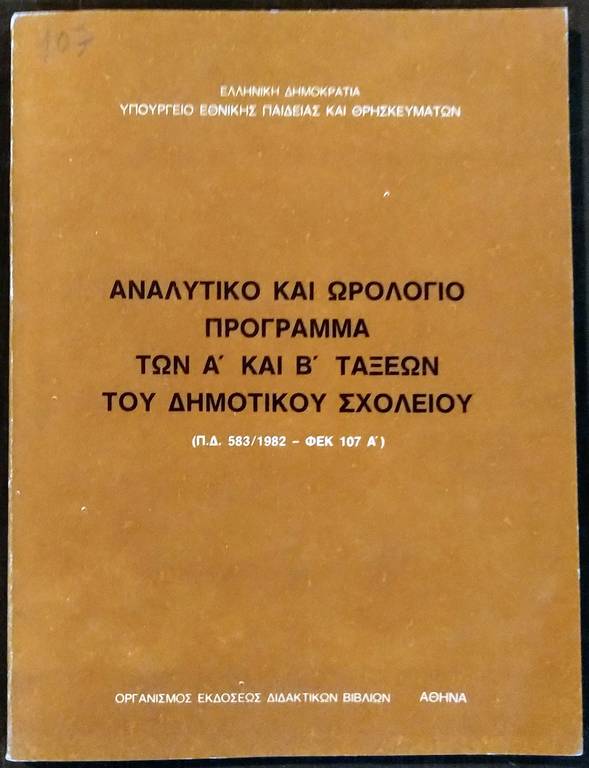 107
ΕΛΛΗΝΙΚΗ ΔΗΜΟΚΡΑΤΙΑ
ΥΠΟΥΡΓΕΙΟ ΕΘΝΙΚΗΣ ΠΑΙΔΕΙΑΣ ΚΑΙ ΘΡΗΣΚΕΥΜΑΤΩΝ
ΑΝΑΛΥΤΙΚΟ ΚΑΙ ΩΡΟΛΟΓΙΟ
ΠΡΟΓΡΑΜΜΑ
ΤΩΝ Α΄ ΚΑΙ Β΄ ΤΑΞΕΩΝ
ΤΟΥ ΔΗΜΟΤΙΚΟΥ ΣΧΟΛΕΙΟΥ
(Π.Δ. 583/1982 – ΦΕΚ 107 Α΄)
ΟΡΓΑΝΙΣΜΟΣ ΕΚΔΟΣΕΩΣ ΔΙΔΑΚΤΙΚΩΝ ΒΙΒΛΙΩΝ ΑΘΗΝΑ